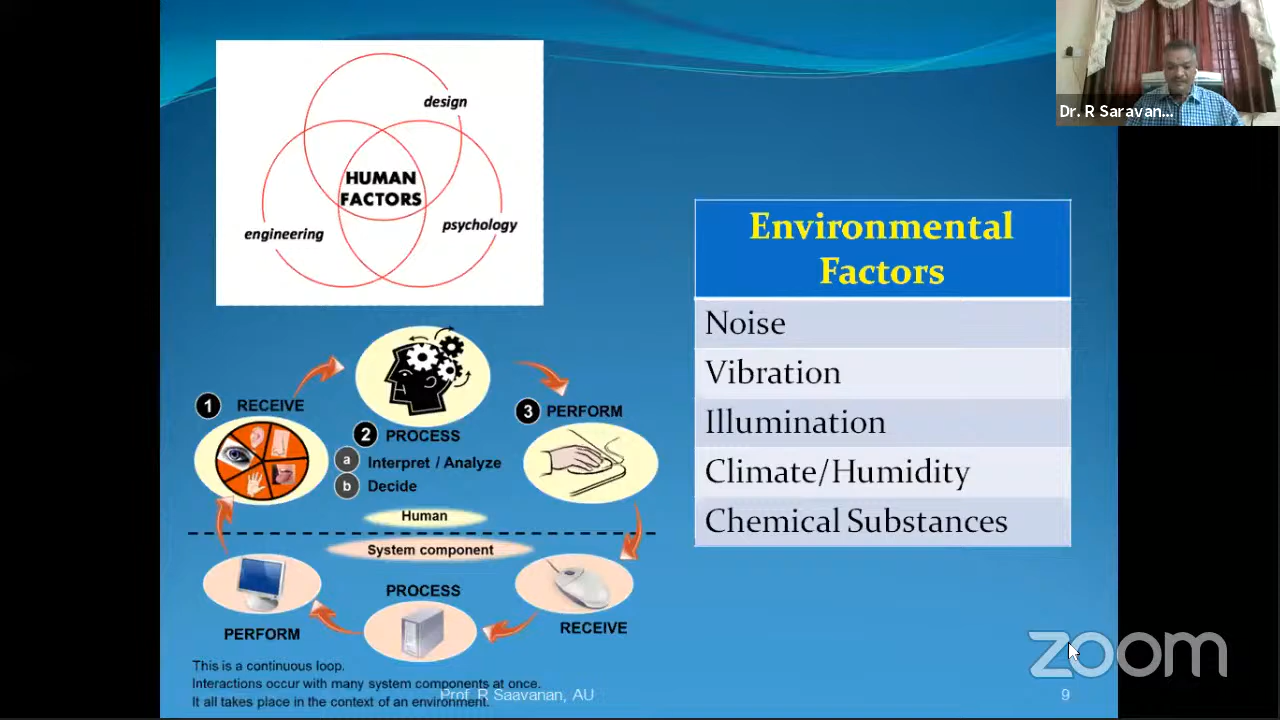 design
HUMAN
FACTORS
engineering
psychology
Dr. R Saravan...
Environmental
Factors
Noise
Vibration
Illumination
Climate/Humidity
Chemical Substances
1 RECEIVE
2 PROCESS
a Interpret / Analyze
b Decide
3 PERFORM
Human
System component
PROCESS
PERFORM
RECEIVE
This is a continuous loop.
Interactions occur with many system components at once.
It all takes place in the context of an environment.
Prof. R Saavanan, AU
9
zoom